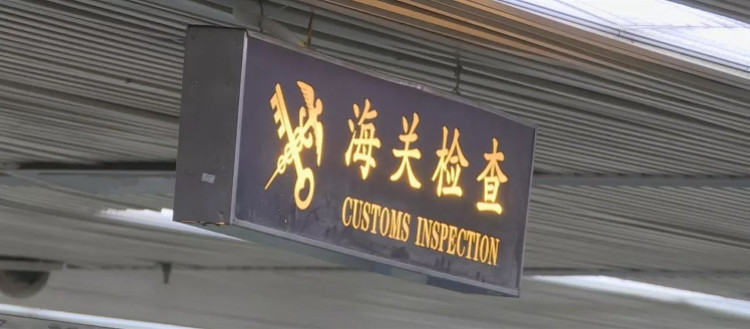 海关检查
CUSTOMS INSPECTION